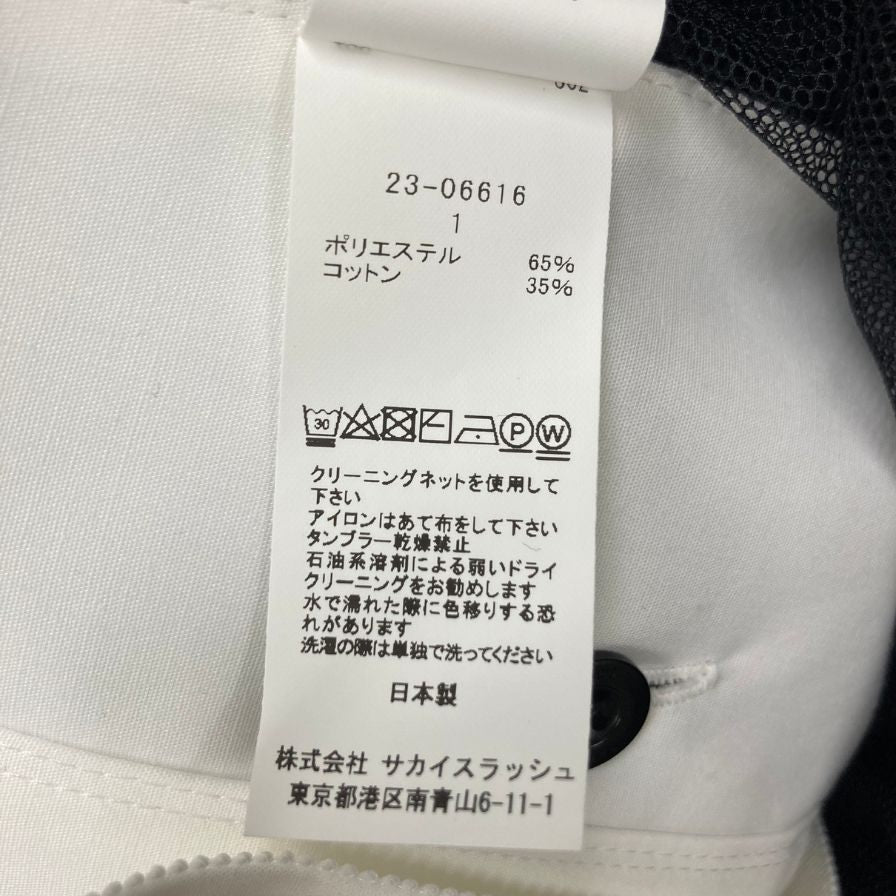 23-06616
1
ポリエステル 65%
コットン 35%
30
P W
クリーニングネットを使用して
下さい
アイロンはあて布をして下さい
タンブラー乾燥禁止
石油系溶剤による弱いドライ
クリーニングをお勧めします
水で濡れた際に色移りする恐
れがあります
洗濯の際は単独で洗ってください
日本製
株式会社 サカイスラッシュ
東京都港区南青山6-11-1